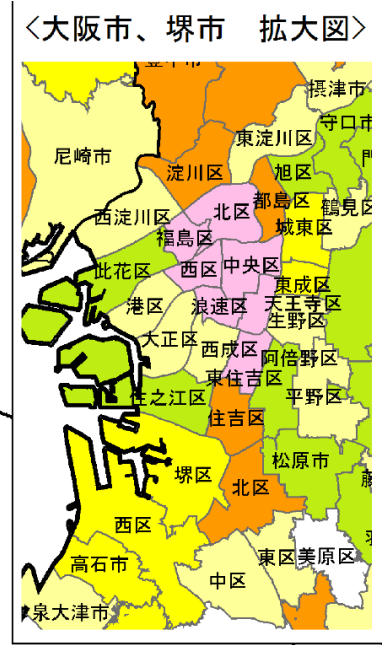 <大阪市、堺市　拡大図>
豊中市
摂津市
守口市
東淀川区
尼崎市
淀川区
旭区
都島区
鶴見区
西淀川区
北区
城東区
福島区
此花区
西区
中央区
東成区
港区
浪速区
天王寺区
生野区
大正区
西成区
阿倍野区
東住吉区
住之江区
平野区
住吉区
松原市
堺区
北区
西区
高石市
東区
美原区
中区
泉大津市